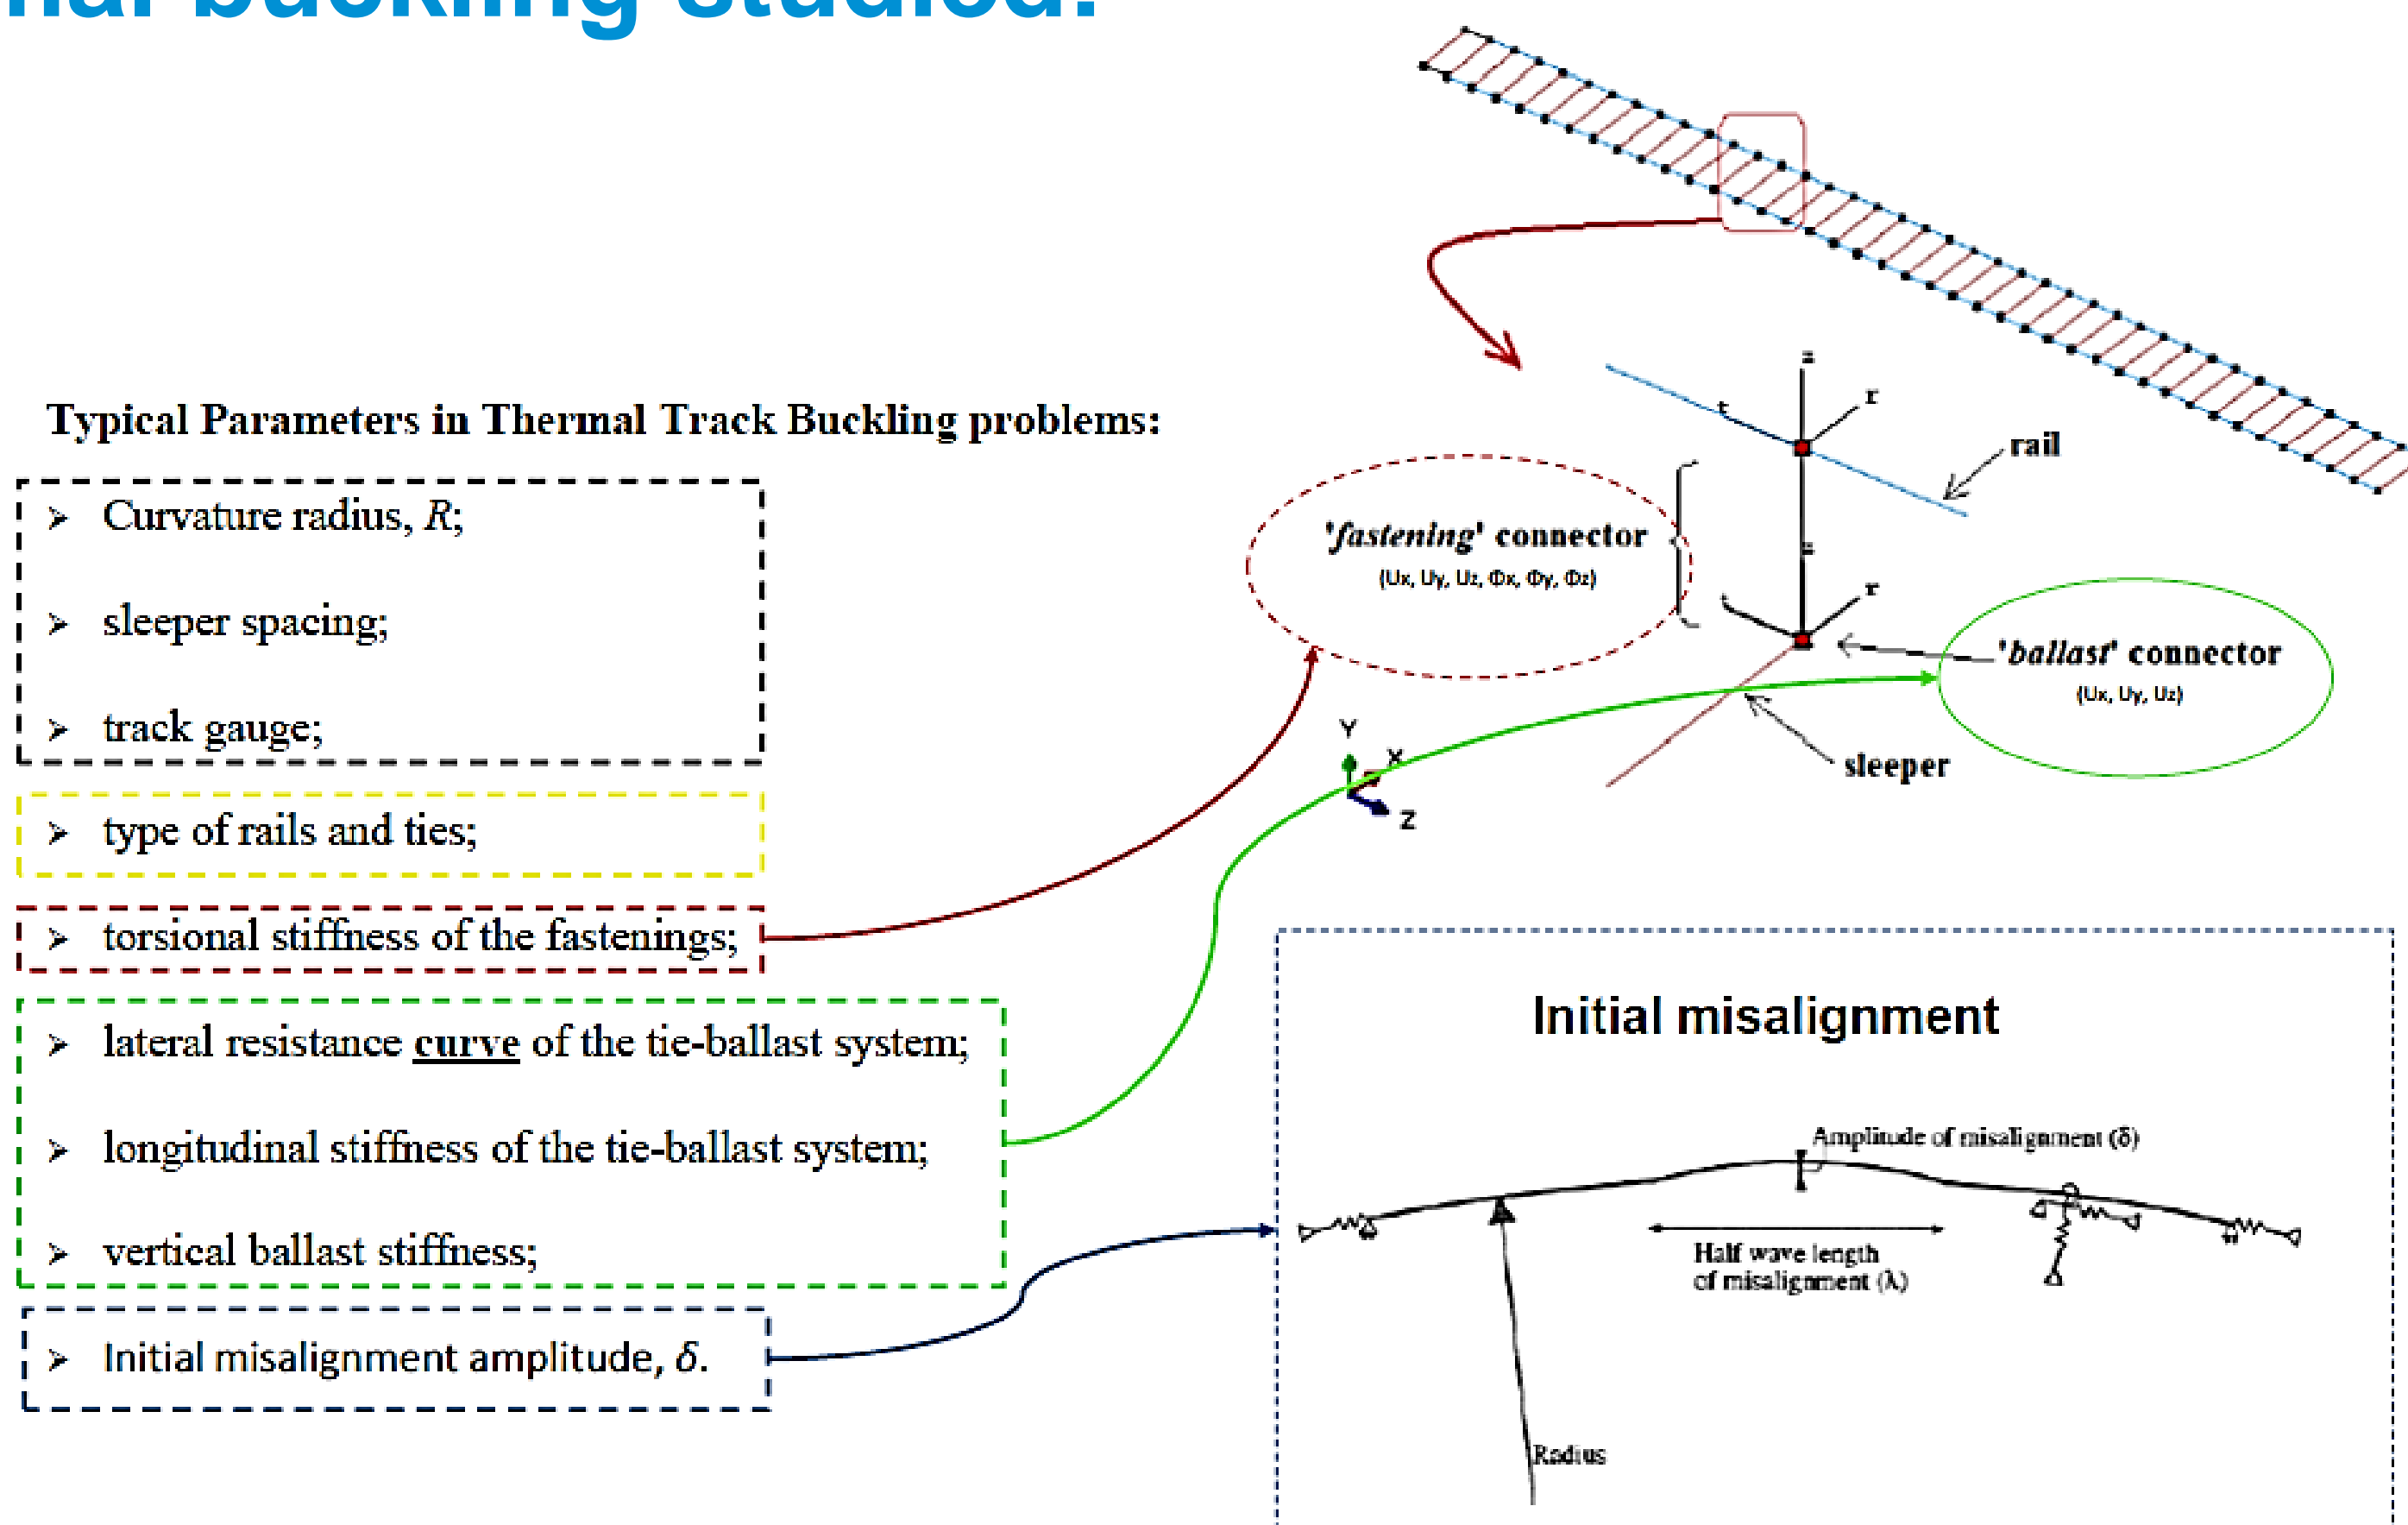 nal buckling studied.
Typical Parameters in Thermal Track Buckling problems:
➢ Curvature radius, R;
➢ sleeper spacing;
➢ track gauge;
➢ type of rails and ties;
➢ torsional stiffness of the fastenings;
➢ lateral resistance curve of the tie-ballast system;
➢ longitudinal stiffness of the tie-ballast system;
➢ vertical ballast stiffness;
➢ Initial misalignment amplitude, δ.
z
r
t
rail
'fastening' connector
(Ux, Uy, Uz, Φx, Φy, Φz)
z
r
t
'ballast' connector
(Ux, Uy, Uz)
sleeper
Y
X
Z
Initial misalignment
Amplitude of misalignment (δ)
Half wave length
of misalignment (λ)
Radius